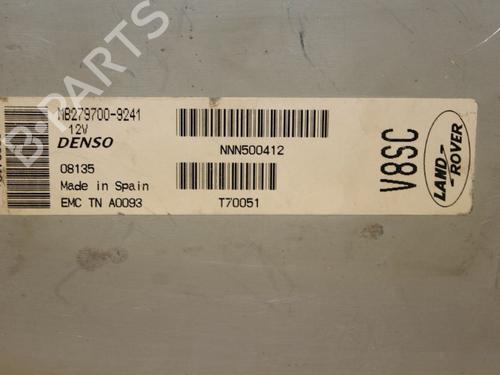 MB279700-9241
12V
DENSO
08135
Made in Spain
EMC TN A0093
NNN500412
T70051
V8SC
LAND
ROVER
B-PARTS